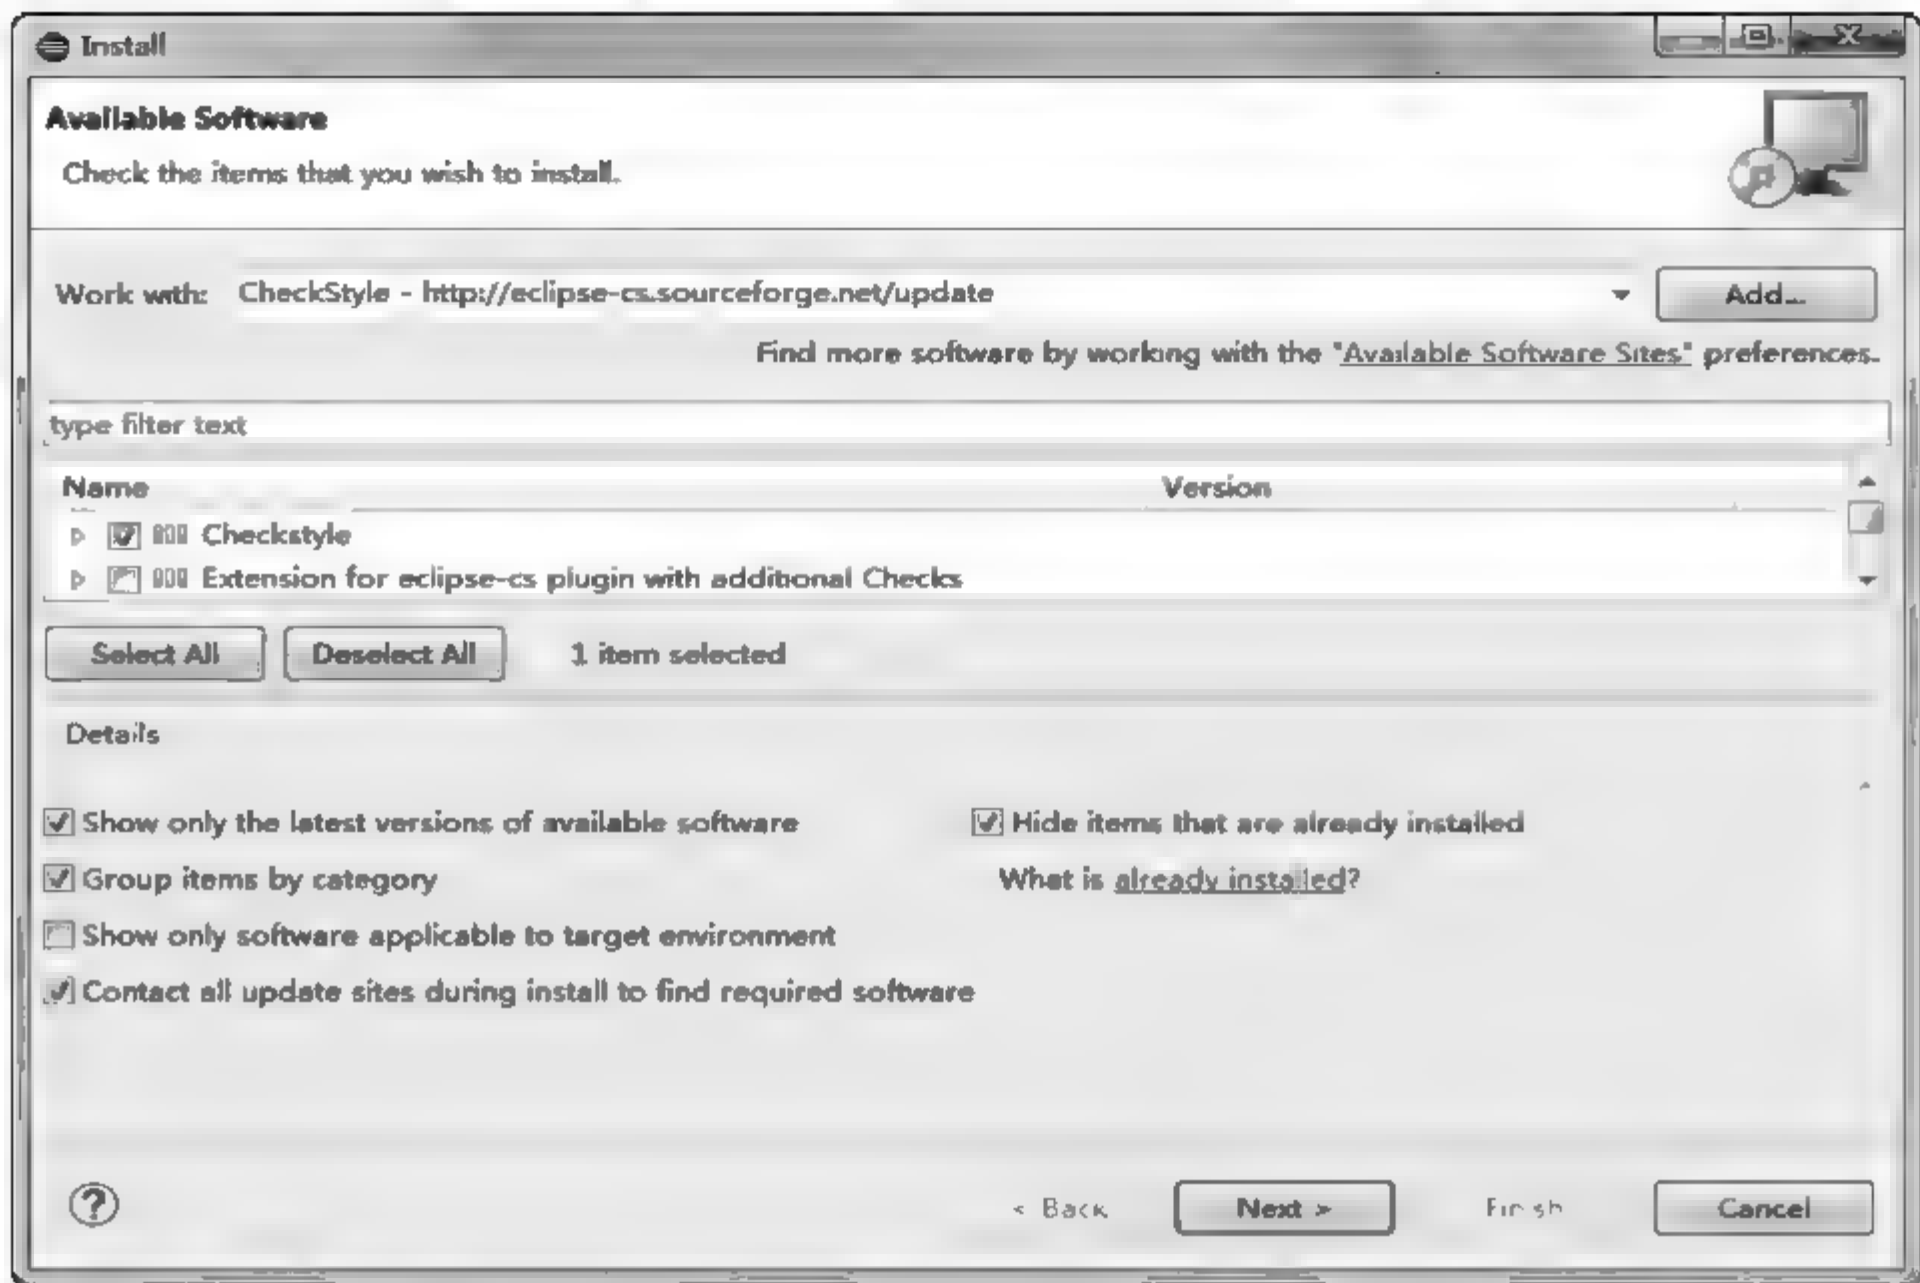 Install
Available Software
Check the items that you wish to install.
Work with: CheckStyle - http://eclipse-cs.sourceforge.net/update Add...
Find more software by working with the "Available Software Sites" preferences.
type filter text
Name Version
Checkstyle
Extension for eclipse-cs plugin with additional Checks
Select All Deselect All 1 item selected
Details
Show only the latest versions of available software Hide items that are already installed
Group items by category What is already installed?
Show only software applicable to target environment
Contact all update sites during install to find required software
? < Back Next > Finish Cancel